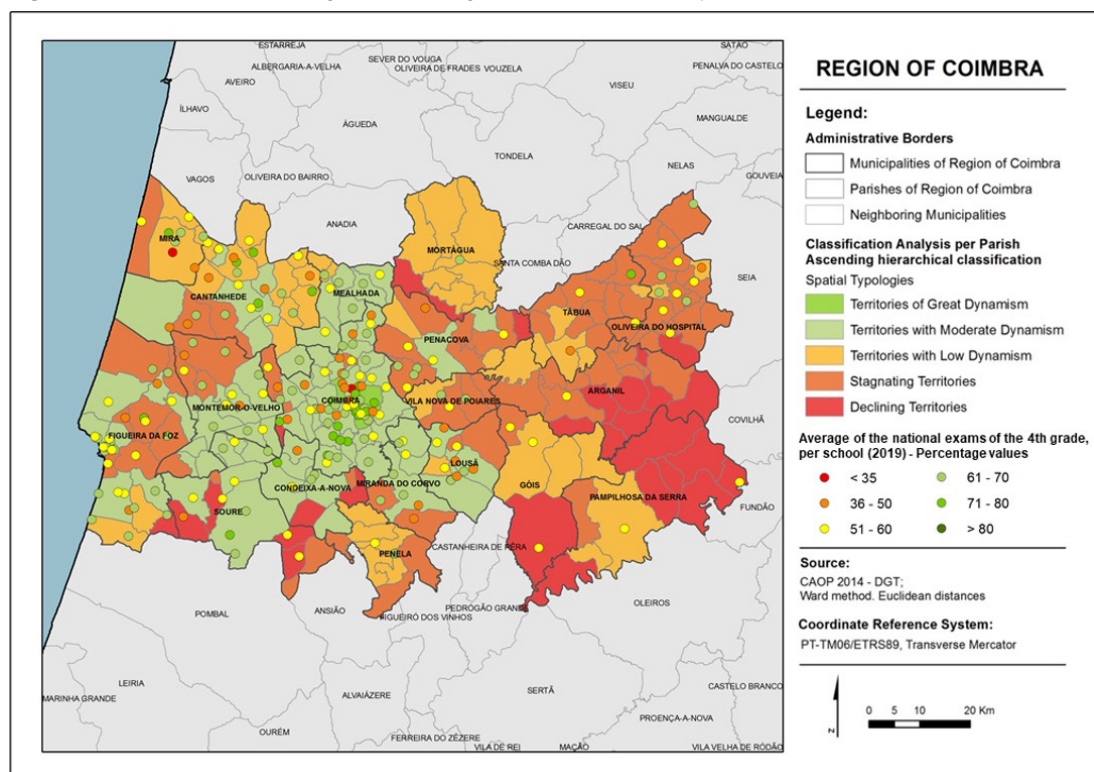 ESTARREJA
SATÃO
ALBERGARIA-A-VELHA
SEVER DO VOUGA
OLIVEIRA DE FRADES
VOUZELA
PENALVA DO CASTELO
AVEIRO
VISEU
ÍLHAVO
MANGUALDE
ÁGUEDA
TONDELA
NELAS
VAGOS
OLIVEIRA DO BAIRRO
GOUVEIA
ANADIA
CARREGAL DO SAL
MIRA
MORTÁGUA
SANTA COMBA DÃO
SEIA
CANTANHEDE
MEALHADA
TÁBUA
OLIVEIRA DO HOSPITAL
PENACOVA
ARGANIL
COIMBRA
VILA NOVA DE POIARES
MONTEMOR-O-VELHO
COVILHÃ
FIGUEIRA DA FOZ
LOUSÃ
GÓIS
CONDEIXA-A-NOVA
MIRANDA DO CORVO
PAMPILHOSA DA SERRA
SOURE
FUNDÃO
CASTANHEIRA DE PÊRA
PENELA
POMBAL
ANSIÃO
PEDROGÃO GRANDE
FIGUEIRÓ DOS VINHOS
OLEIROS
LEIRIA
MARINHA GRANDE
ALVAIÁZERE
SERTÃ
CASTELO BRANCO
PROENÇA-A-NOVA
OURÉM
FERREIRA DO ZÊZERE
VILA DE REI
MAÇÃO
VILA VELHA DE RÓDÃO
REGION OF COIMBRA
Legend:
Administrative Borders
Municipalities of Region of Coimbra
Parishes of Region of Coimbra
Neighboring Municipalities
Classification Analysis per Parish
Ascending hierarchical classification
Spatial Typologies
Territories of Great Dynamism
Territories with Moderate Dynamism
Territories with Low Dynamism
Stagnating Territories
Declining Territories
Average of the national exams of the 4th grade,
per school (2019) - Percentage values
< 35
61 - 70
36 - 50
71 - 80
51 - 60
> 80
Source:
CAOP 2014 - DGT;
Ward method. Euclidean distances
Coordinate Reference System:
PT-TM06/ETRS89, Transverse Mercator
N
0 5 10 20 Km